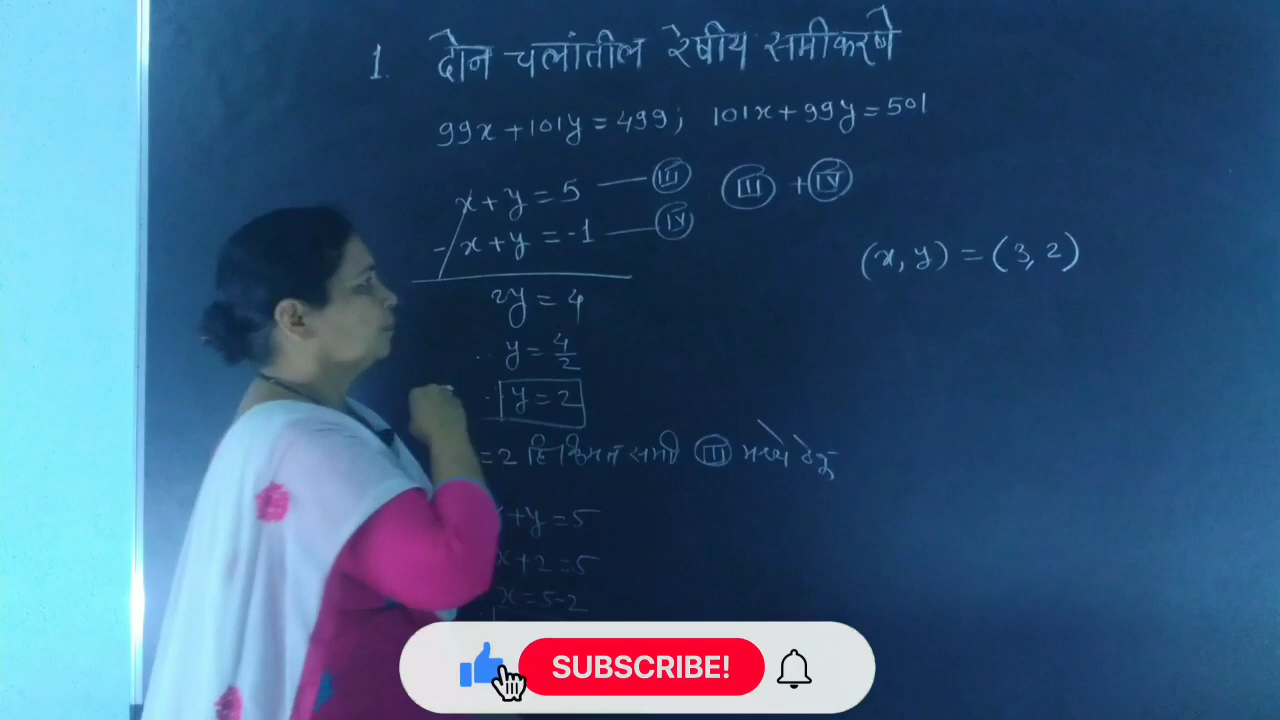 1. दोन चलांतील रेषीय समीकरणे
99x + 101y = 499; 101x + 99y = 501
x + y = 5 — III III + IV
-x + y = -1 — IV
(x, y) = (3, 2)
2y = 4
∴ y = 4/2
∴ y = 2
= 2 हि किंमत समी III मध्ये ठेवू
+ y = 5
x + 2 = 5
x = 5 - 2
SUBSCRIBE!